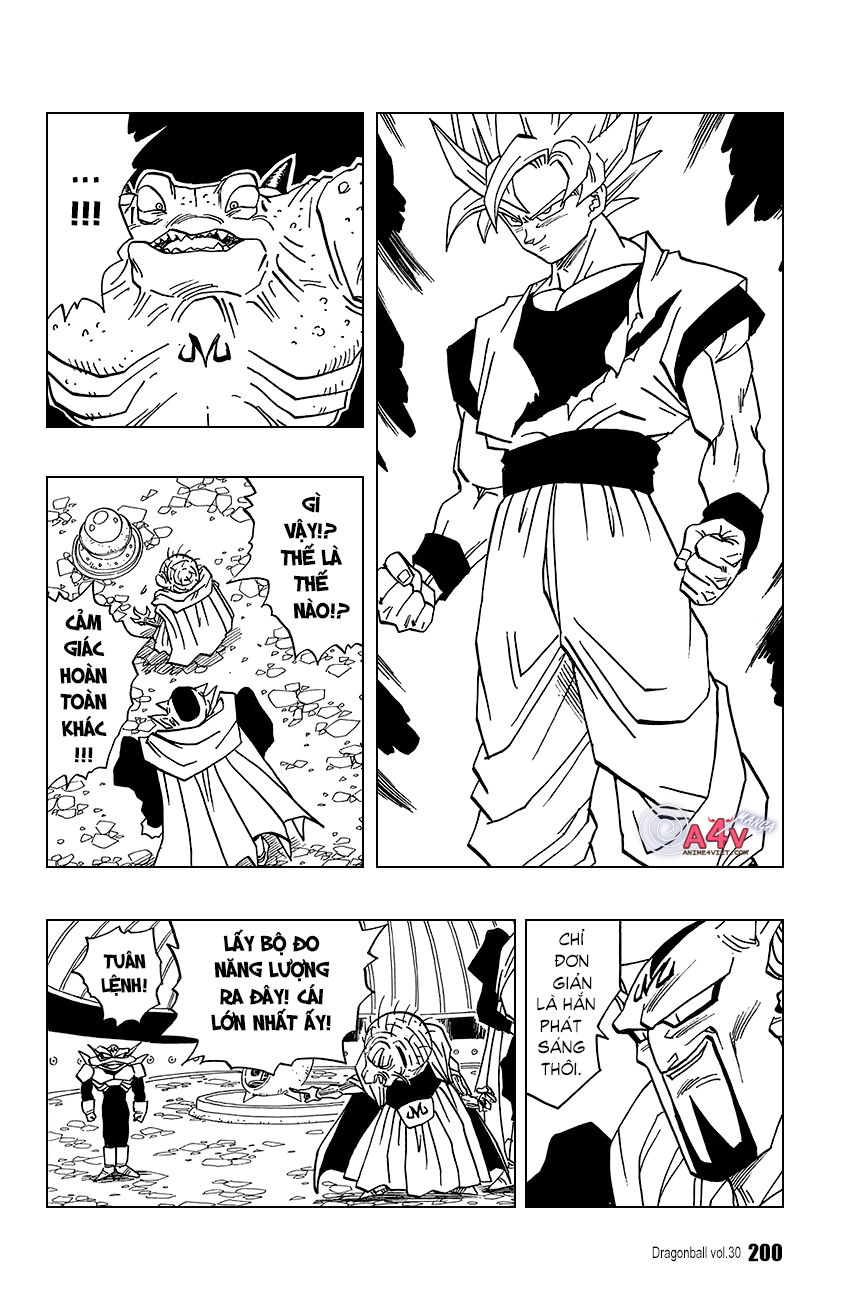 ...
!!!
GÌ
VẬY!?
THẾ LÀ
THẾ
NÀO!?
CẢM
GIÁC
HOÀN
TOÀN
KHÁC
!!!
TUÂN
LỆNH!
LẤY BỘ ĐO
NĂNG LƯỢNG
RA ĐÂY! CÁI
LỚN NHẤT ẤY!
CHỈ
ĐƠN
GIẢN
LÀ HẮN
PHÁT
SÁNG
THÔI.
A4V MANGA
ANIME4VIET.COM
Dragonball vol.30 200